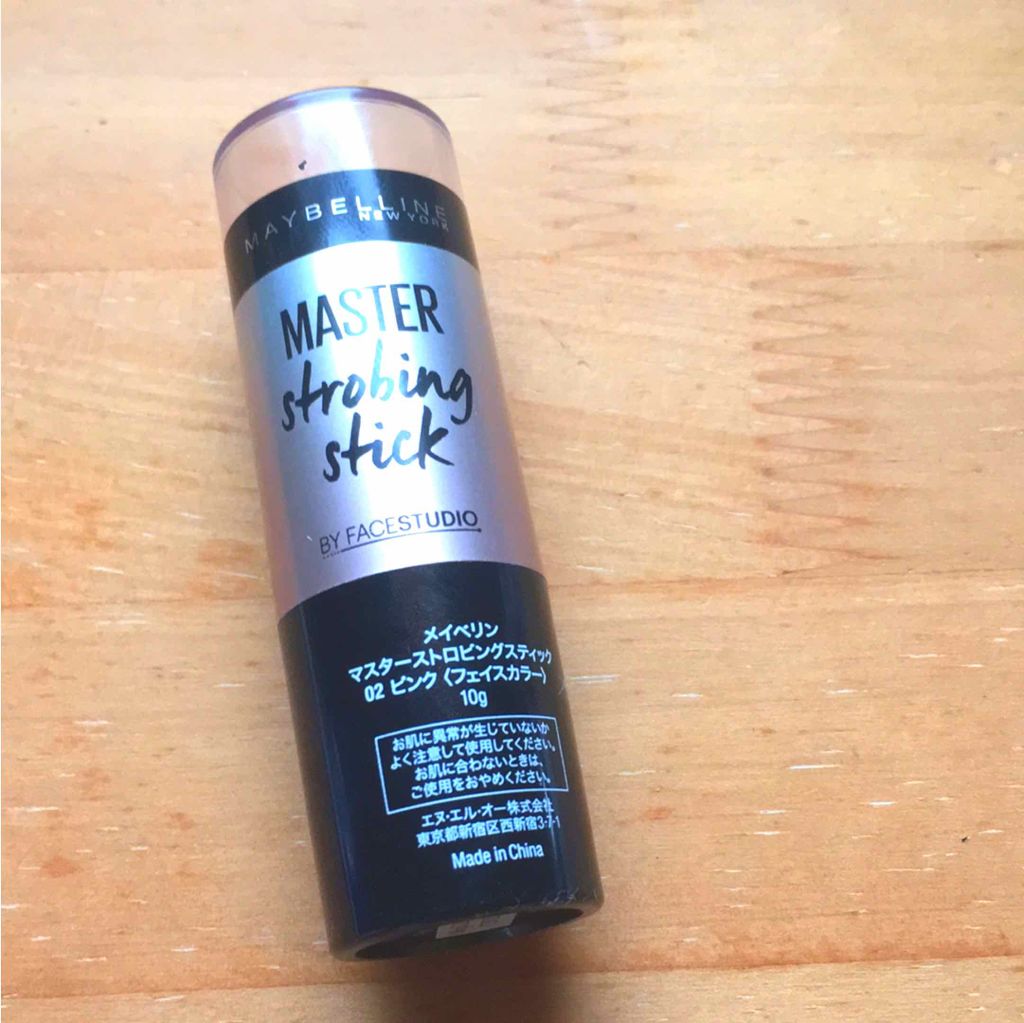 MAYBELLINE
NEW YORK
MASTER
strobing
stick
BY FACESTUDIO
メイベリン
マスターストロビングスティック
02 ピンク〈フェイスカラー〉
10g
お肌に異常が生じていないか
よく注意して使用してください。
お肌に合わないときは、
ご使用をおやめください。
エヌ・エル・オー株式会社
東京都新宿区西新宿3-7-1
Made in China